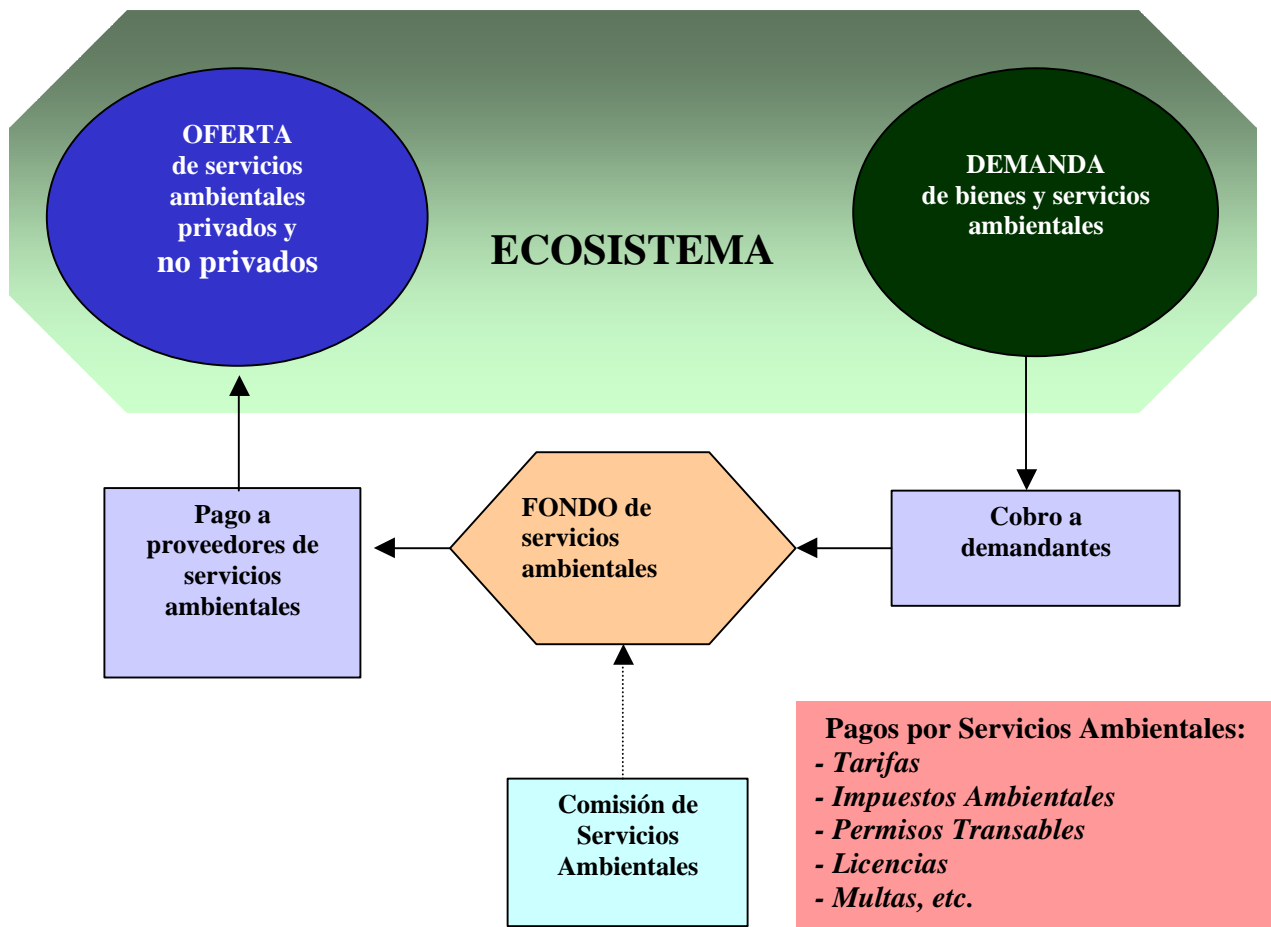 OFERTA
de servicios
ambientales
privados y
no privados
ECOSISTEMA
DEMANDA
de bienes y servicios
ambientales
Pago a
proveedores de
servicios
ambientales
FONDO de
servicios
ambientales
Cobro a
demandantes
Comisión de
Servicios
Ambientales
Pagos por Servicios Ambientales:
- Tarifas
- Impuestos Ambientales
- Permisos Transables
- Licencias
- Multas, etc.